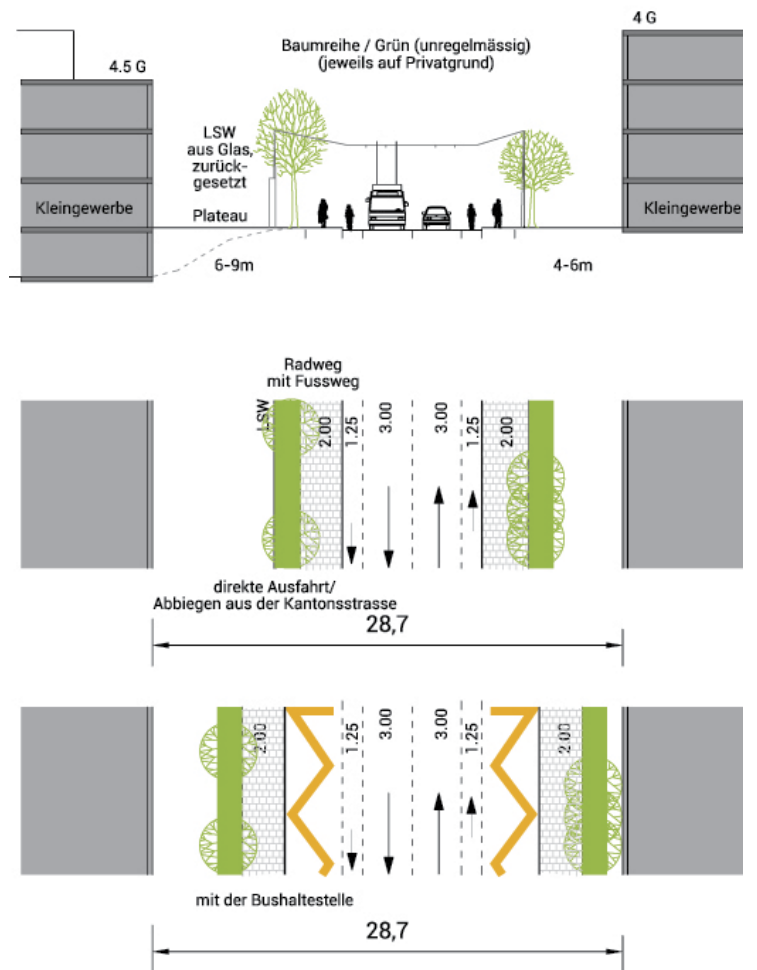 4 G
4.5 G
Baumreihe / Grün (unregelmässig)
(jeweils auf Privatgrund)
LSW
aus Glas,
zurück-
gesetzt
Kleingewerbe
Plateau
Kleingewerbe
6-9m
4-6m
Radweg
mit Fussweg
LSW
2.00
1.25
3.00
3.00
1.25
2.00
direkte Ausfahrt/
Abbiegen aus der Kantonsstrasse
28,7
2.00
1.25
3.00
3.00
1.25
2.00
mit der Bushaltestelle
28,7